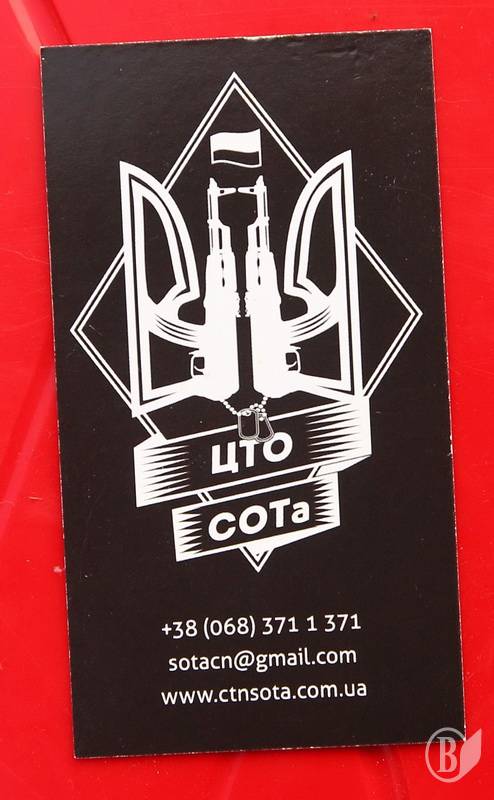 ЦТО
СОТа
+38 (068) 371 1 371
sotacn@gmail.com
www.ctnsota.com.ua
В